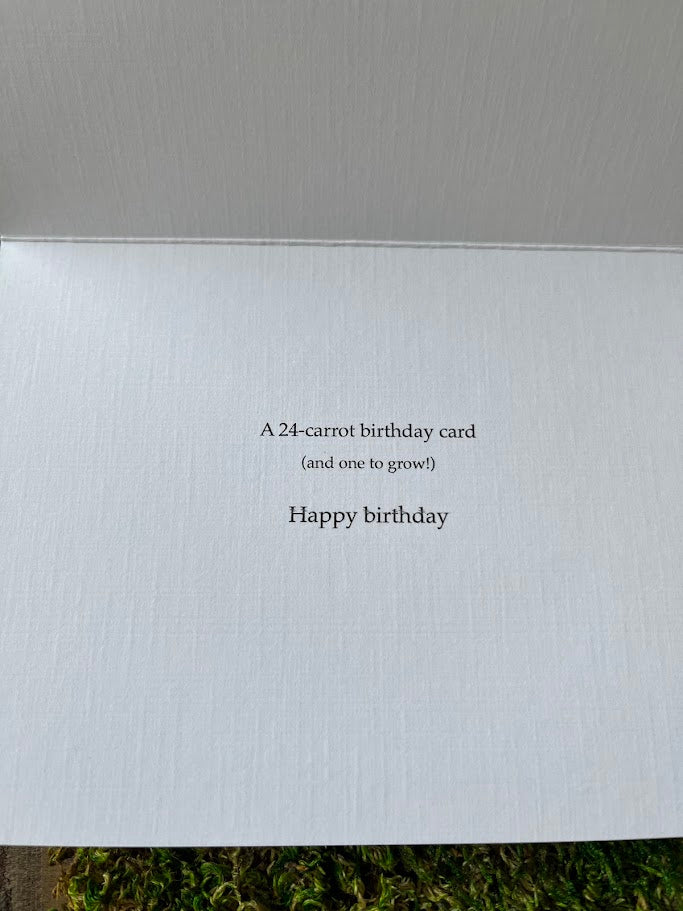 A 24-carrot birthday card
(and one to grow!)
Happy birthday